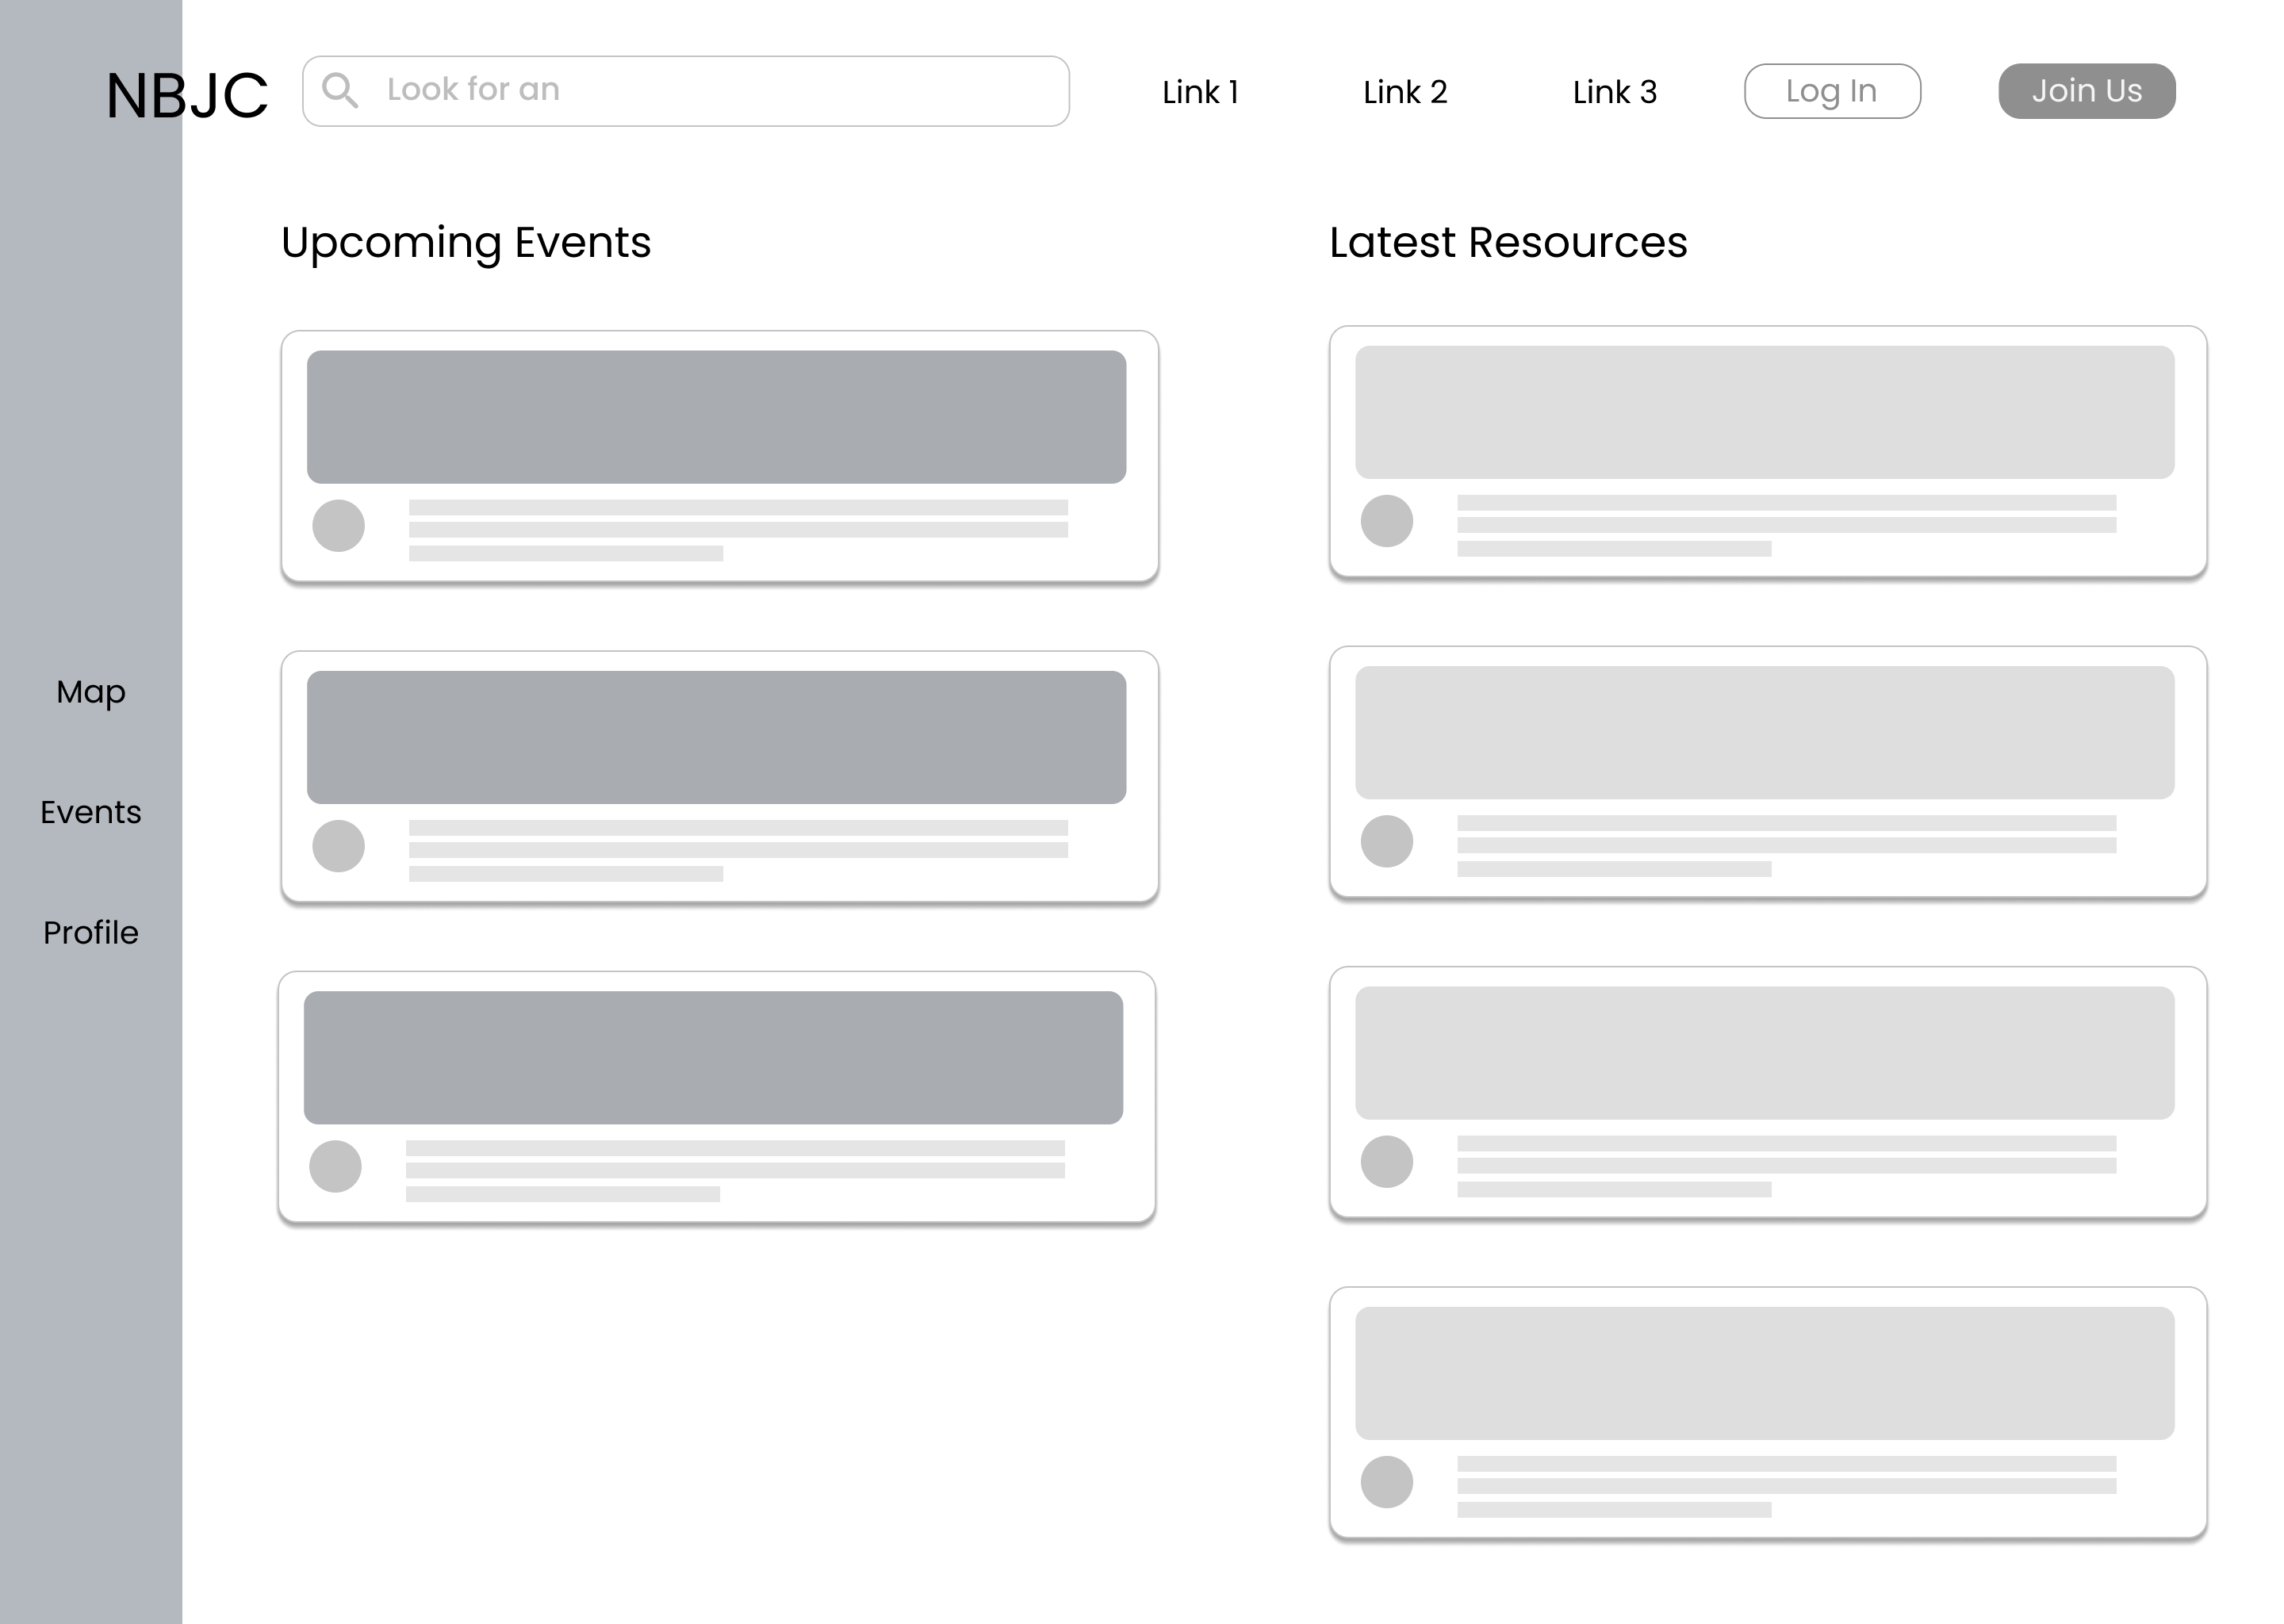 NBJC
Look for an
Link 1
Link 2
Link 3
Log In
Join Us
Upcoming Events
Latest Resources
Map
Events
Profile